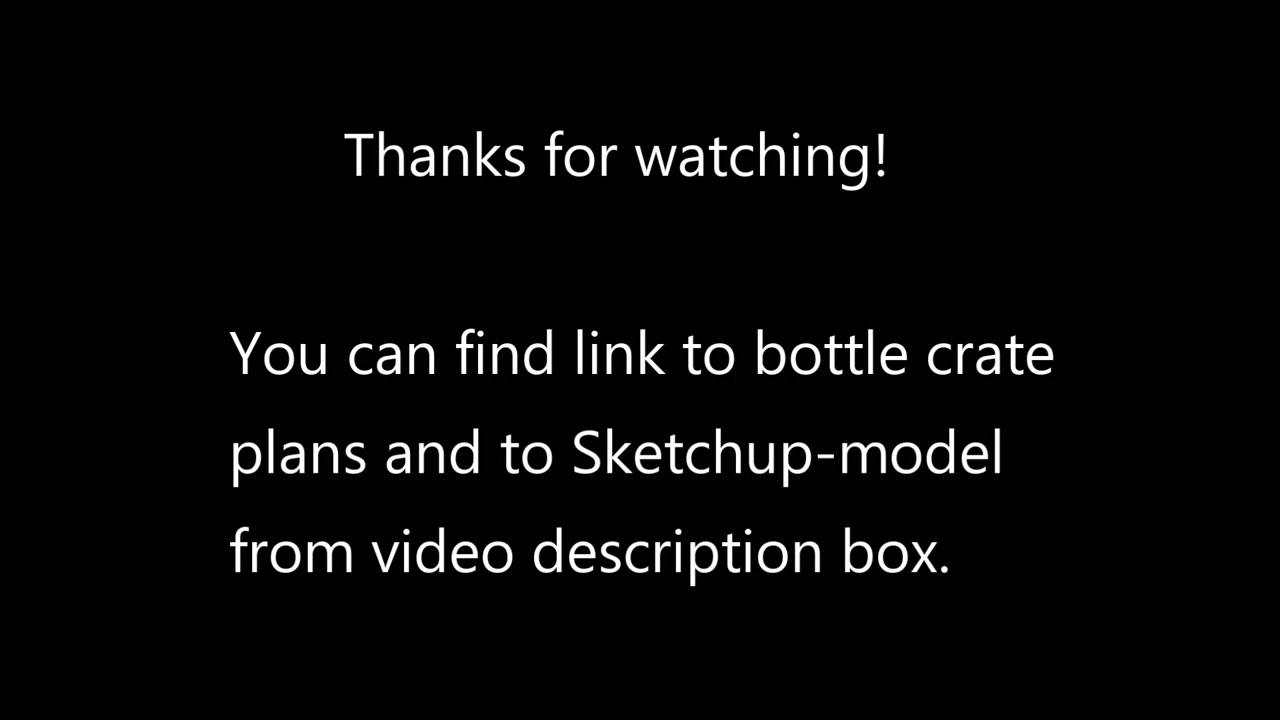 Thanks for watching!
You can find link to bottle crate
plans and to Sketchup-model
from video description box.